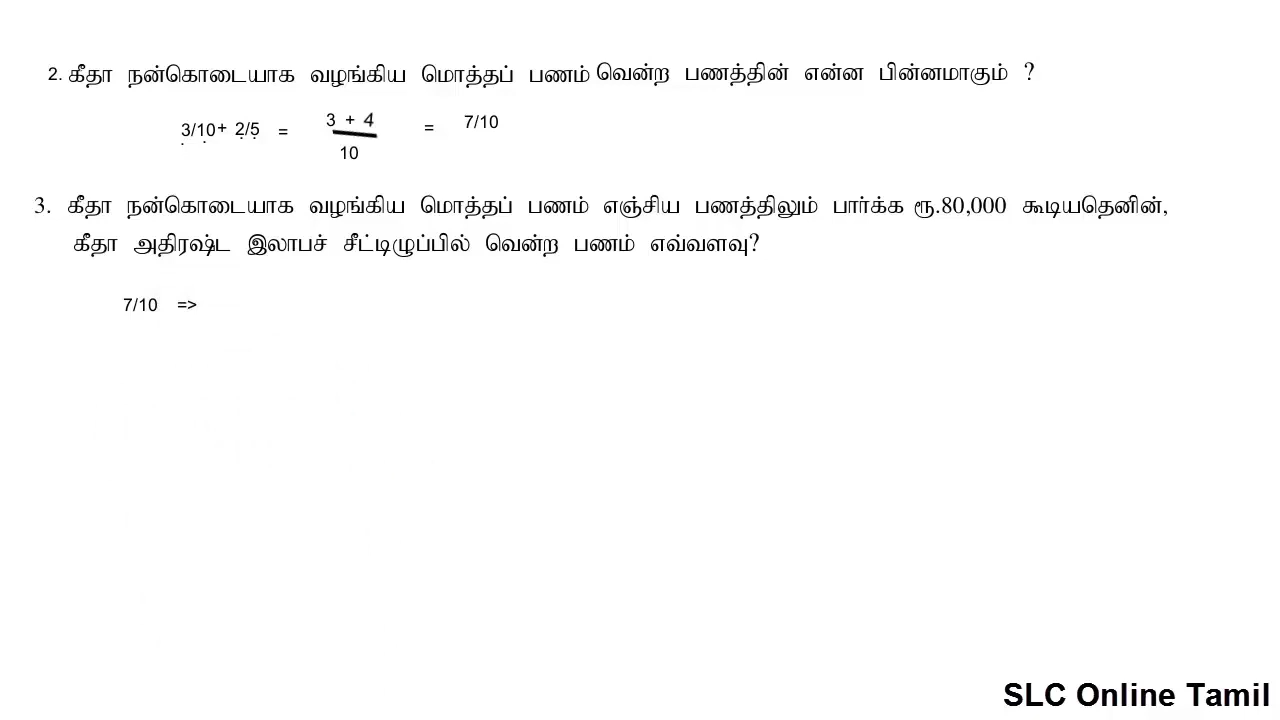 2. கீதா நன்கொடையாக வழங்கிய மொத்தப் பணம் வென்ற பணத்தின் என்ன பின்னமாகும் ?
3/10 + 2/5 = 3 + 4 = 7/10
10
3. கீதா நன்கொடையாக வழங்கிய மொத்தப் பணம் எஞ்சிய பணத்திலும் பார்க்க ரூ.80,000 கூடியதெனின்,
கீதா அதிரஷ்ட இலாபச் சீட்டிழுப்பில் வென்ற பணம் எவ்வளவு?
7/10 =>
SLC Online Tamil